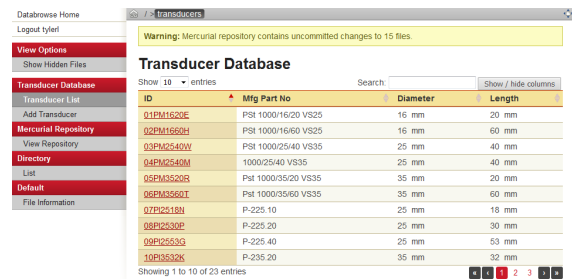 Databrowse Home
Logout tylerl
View Options
Show Hidden Files
Transducer Database
Transducer List
Add Transducer
Mercurial Repository
View Repository
Directory
List
Default
File Information
/ > transducers
Warning: Mercurial repository contains uncommitted changes to 15 files.
Transducer Database
Show 10 entries Search: Show / hide columns
ID Mfg Part No Diameter Length
01PM1620E PSt 1000/16/20 VS25 16 mm 20 mm
02PM1660H PSt 1000/16/60 VS25 16 mm 60 mm
03PM2540W PSt 1000/25/40 VS35 25 mm 40 mm
04PM2540M 1000/25/40 VS35 25 mm 40 mm
05PM3520R Pst 1000/35/20 VS35 35 mm 20 mm
06PM3560T Pst 1000/35/60 VS35 35 mm 60 mm
07PI2518N P-225.10 25 mm 18 mm
08PI2530P P-225.20 25 mm 30 mm
09PI2553G P-225.40 25 mm 53 mm
10PI3532K P-235.20 35 mm 32 mm
Showing 1 to 10 of 23 entries « ‹ 1 2 3 › »